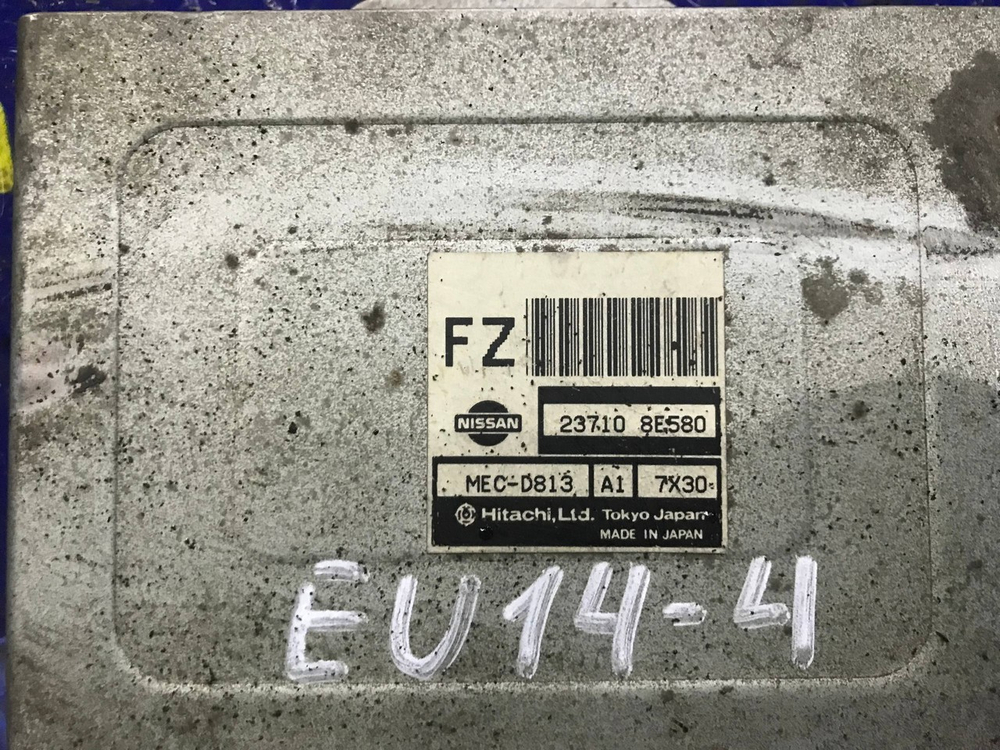 FZ
NISSAN
23710 8E580
MEC-D813 A1 7X30
Hitachi, Ltd. Tokyo Japan
MADE IN JAPAN
EU14-4